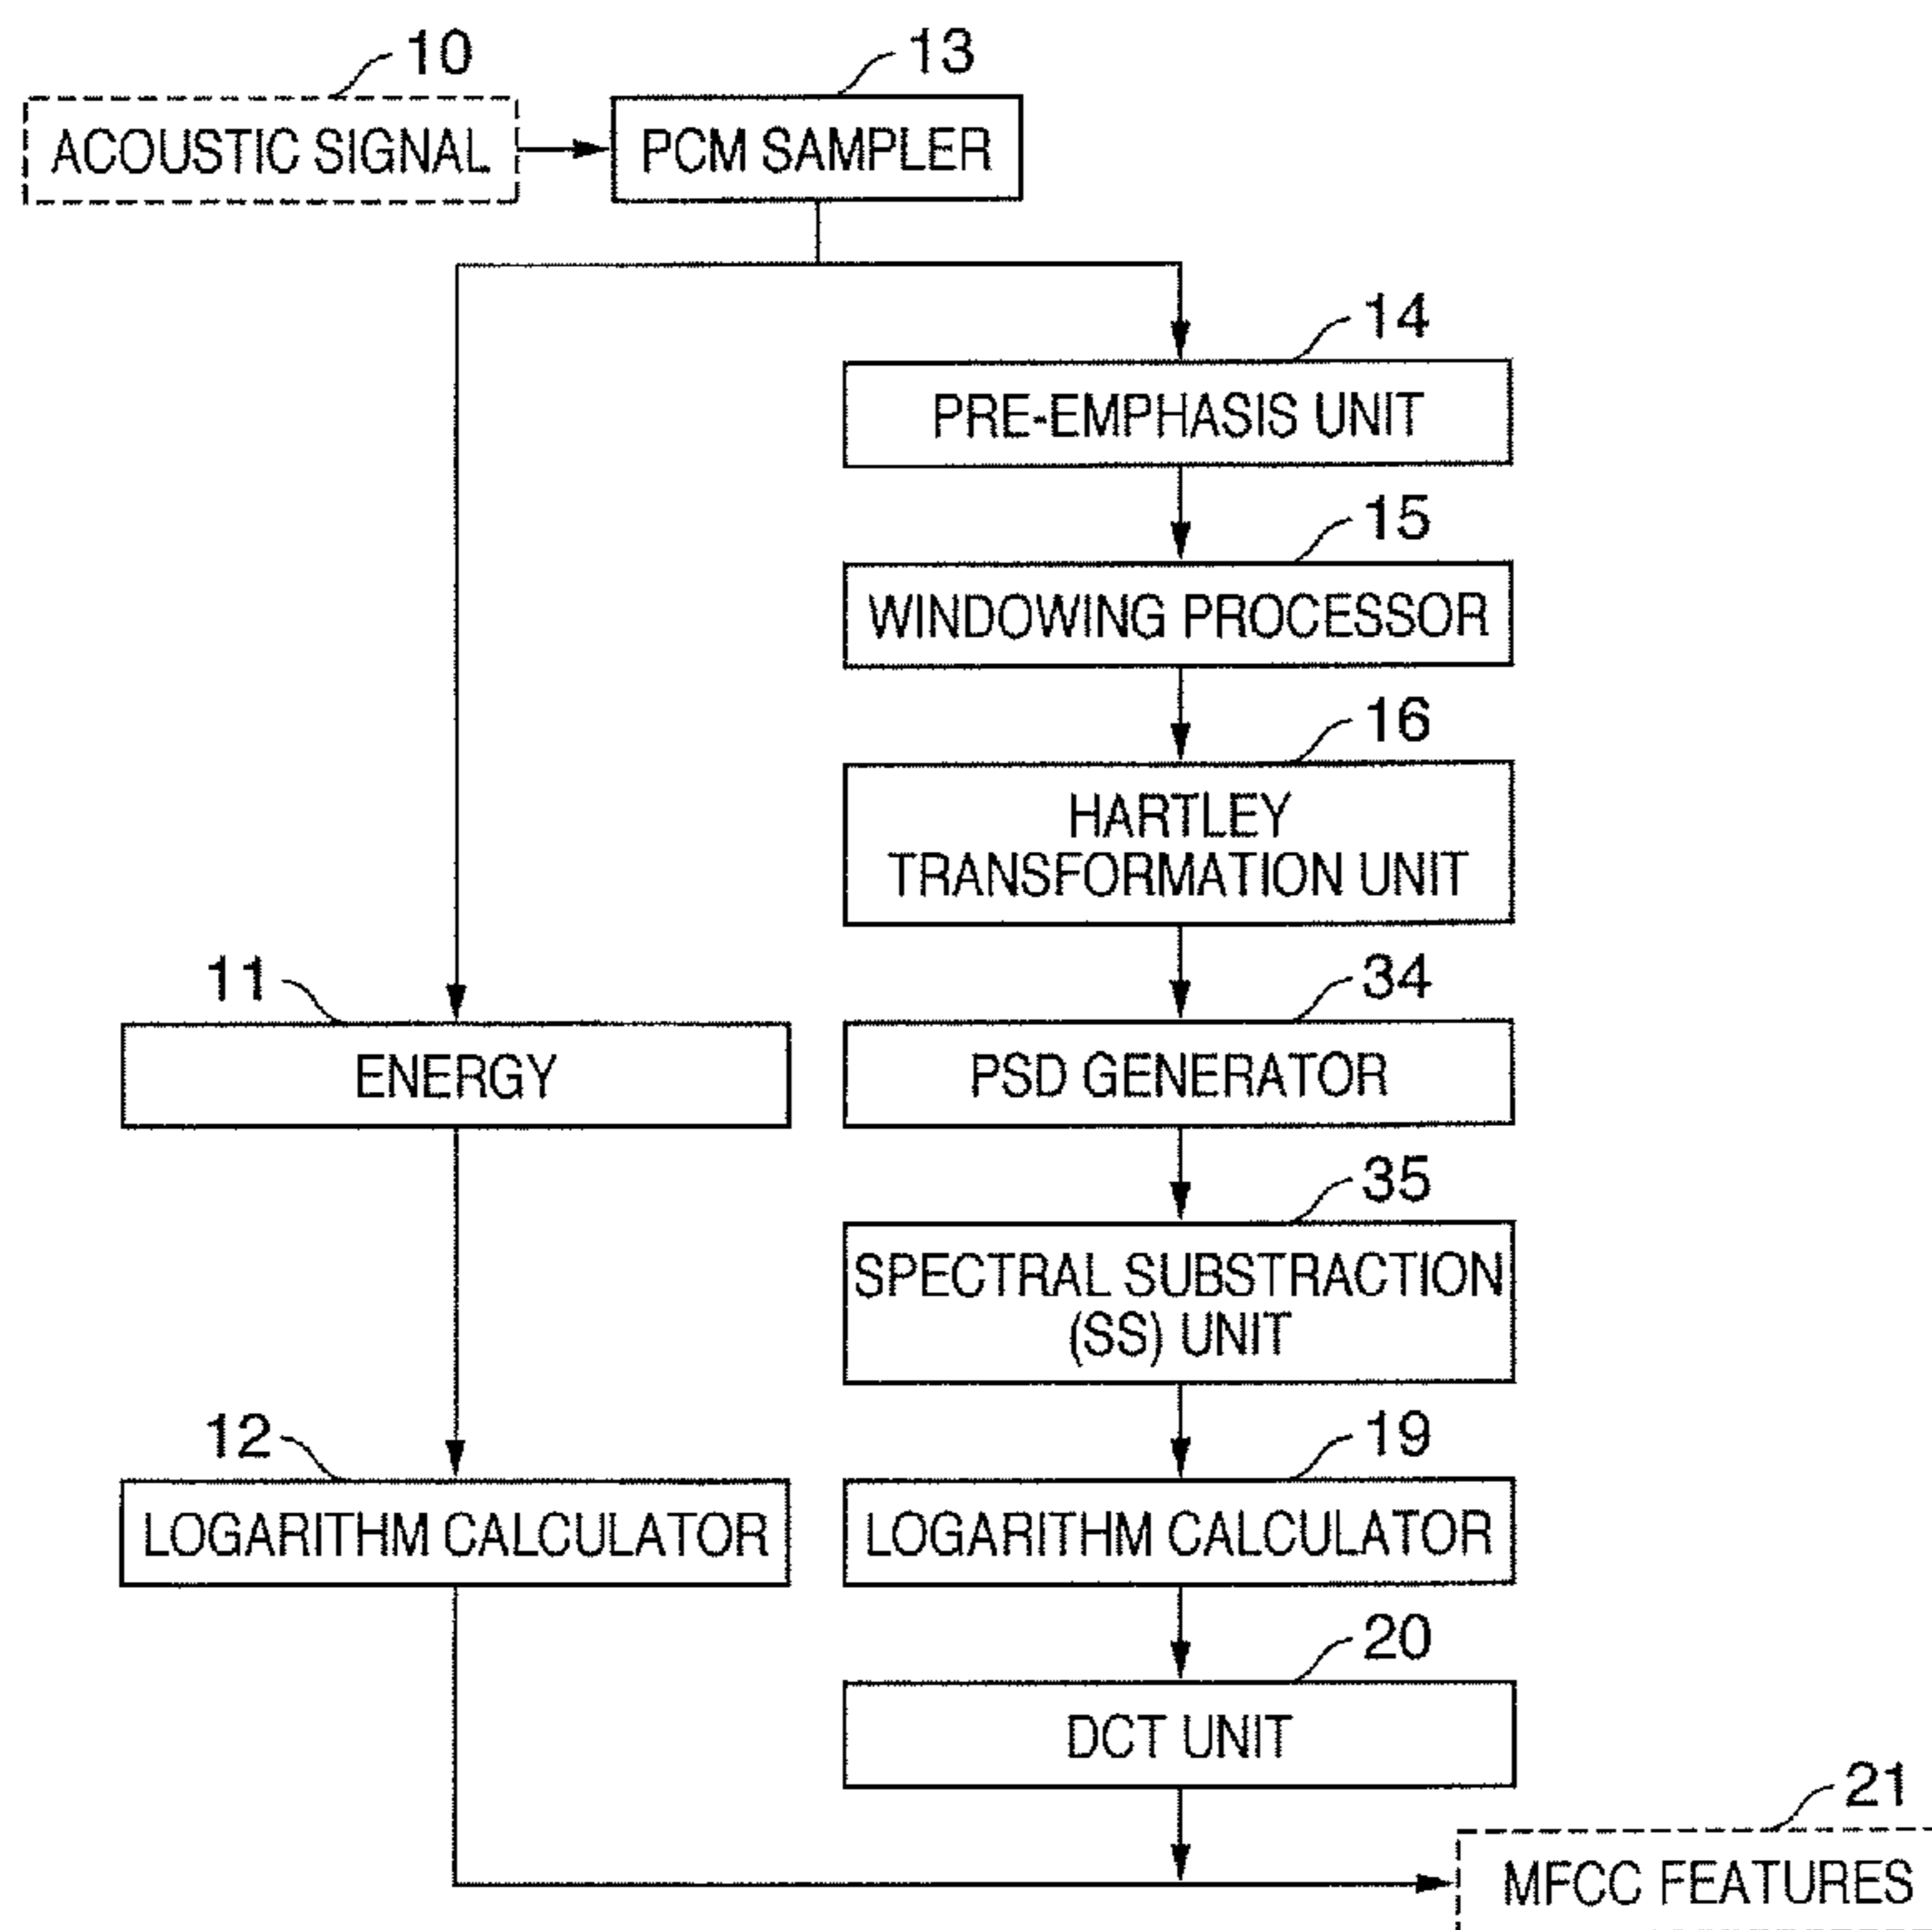 10
13
ACOUSTIC SIGNAL
PCM SAMPLER
14
PRE-EMPHASIS UNIT
15
WINDOWING PROCESSOR
16
HARTLEY
TRANSFORMATION UNIT
11
34
ENERGY
PSD GENERATOR
35
SPECTRAL SUBSTRACTION
(SS) UNIT
12
19
LOGARITHM CALCULATOR
LOGARITHM CALCULATOR
20
DCT UNIT
21
MFCC FEATURES